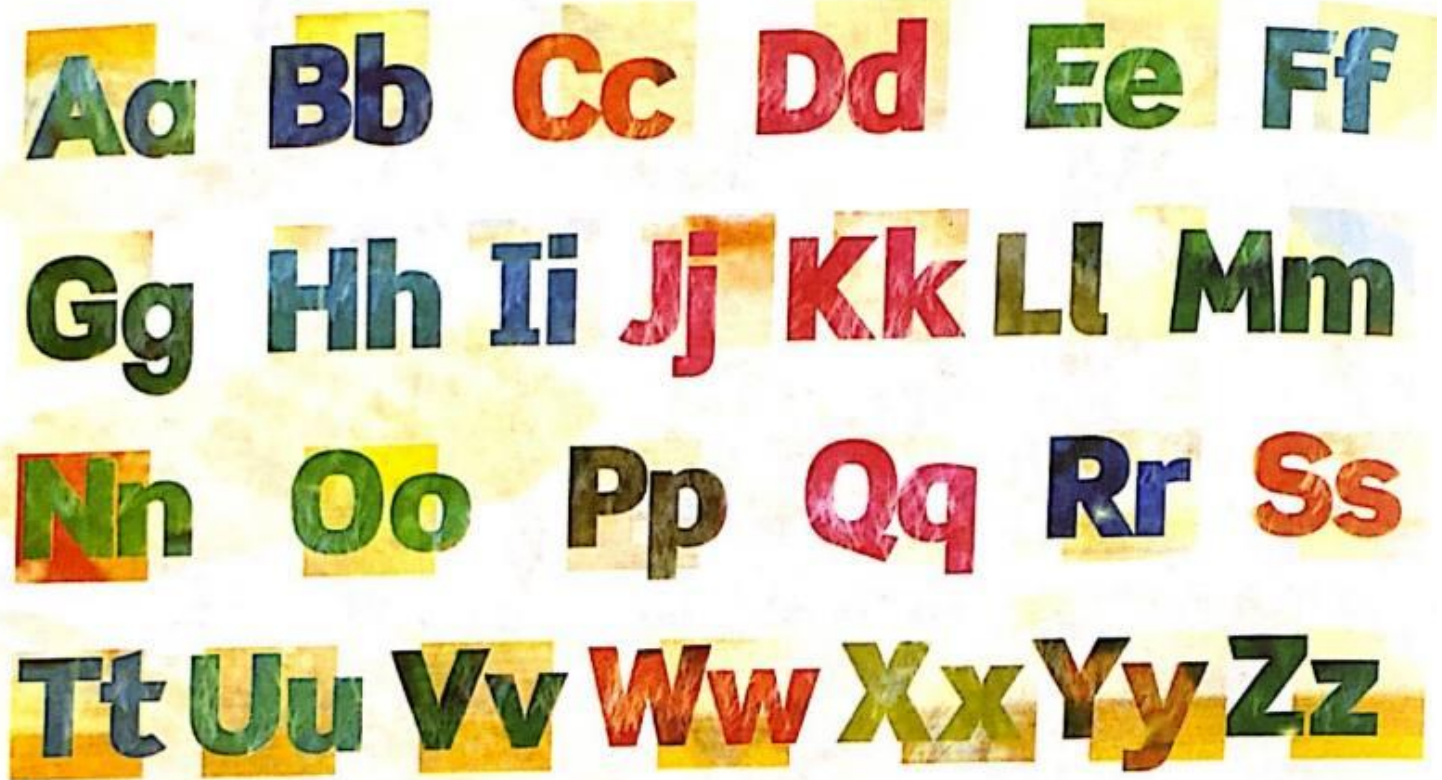 Aa Bb Cc Dd Ee Ff
Gg Hh Ii Jj Kk Ll Mm
Nn Oo Pp Qq Rr Ss
Tt Uu Vv Ww Xx Yy Zz